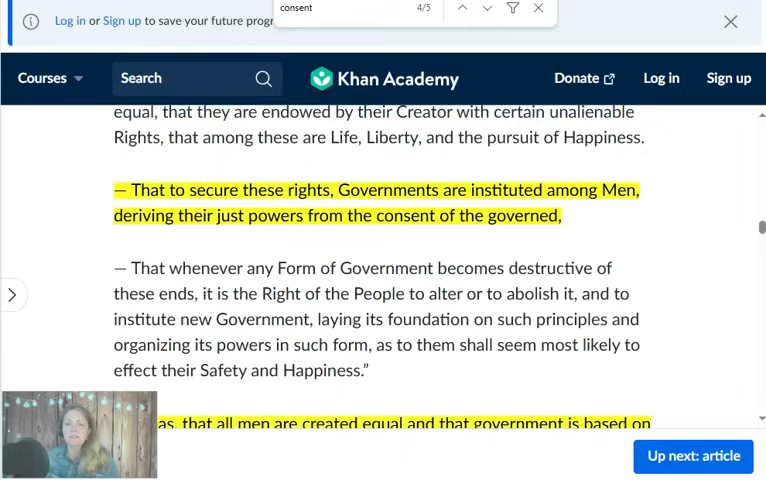 consent
4/5
Log in or Sign up to save your future progr
Courses
Search
Khan Academy
Donate
Log in
Sign up
equal, that they are endowed by their Creator with certain unalienable
Rights, that among these are Life, Liberty, and the pursuit of Happiness.
— That to secure these rights, Governments are instituted among Men,
deriving their just powers from the consent of the governed,
— That whenever any Form of Government becomes destructive of
these ends, it is the Right of the People to alter or to abolish it, and to
institute new Government, laying its foundation on such principles and
organizing its powers in such form, as to them shall seem most likely to
effect their Safety and Happiness.”
as, that all men are created equal and that government is based on
Up next: article